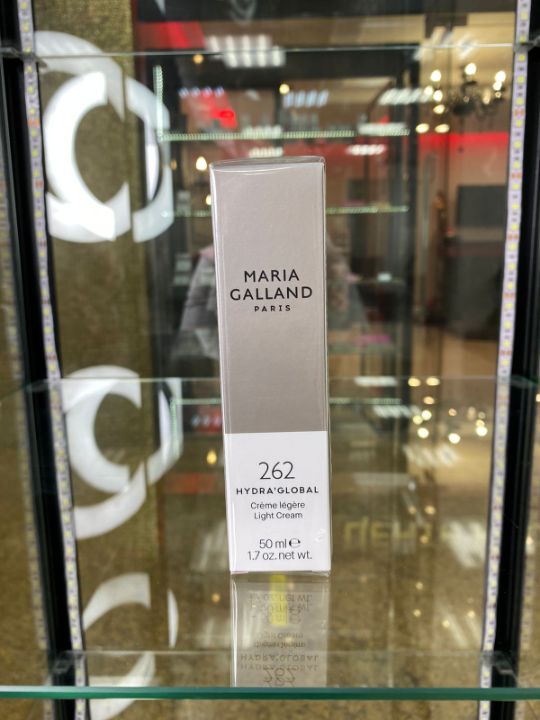 MARIA
GALLAND
PARIS
262
HYDRA'GLOBAL
Crème légère
Light Cream
50 ml ℮
1.7 oz. net wt.